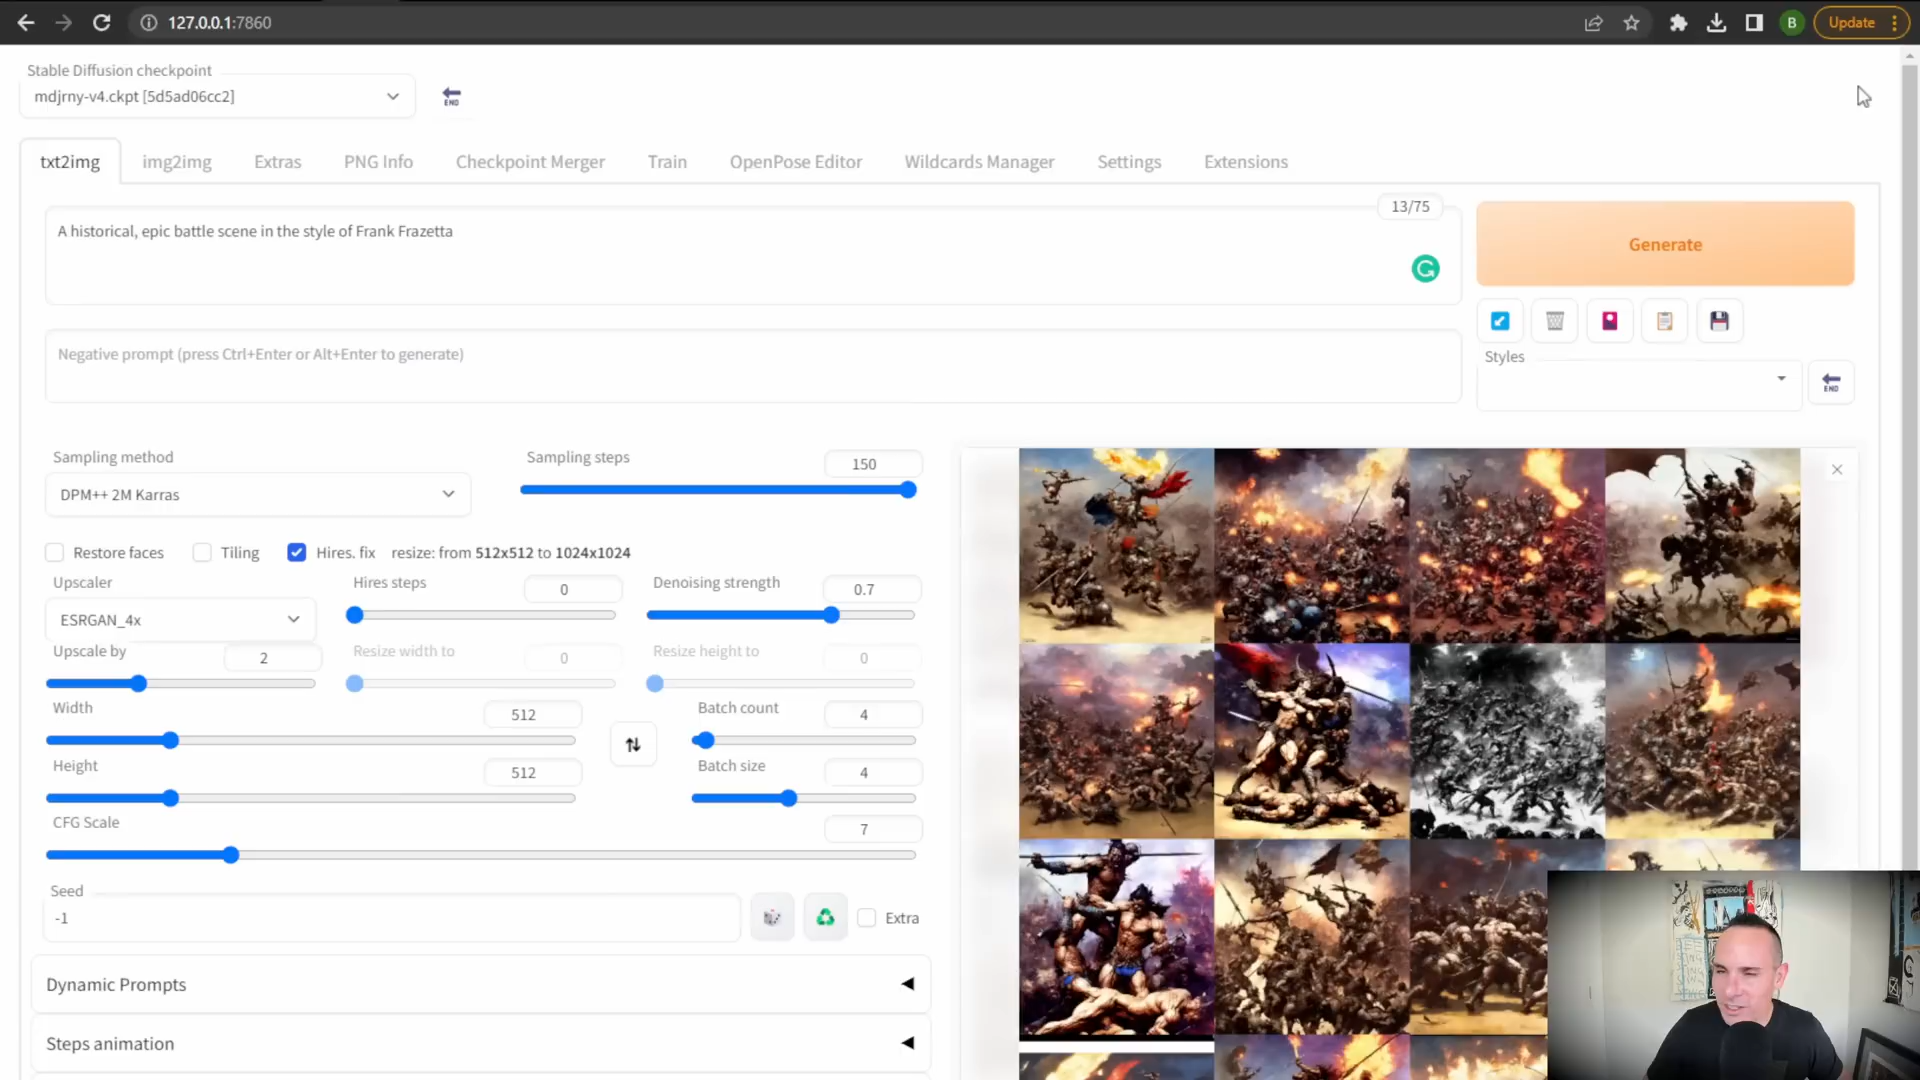 127.0.0.1:7860
B
Update
Stable Diffusion checkpoint
mdjrny-v4.ckpt [5d5ad06cc2]
END
txt2img
img2img
Extras
PNG Info
Checkpoint Merger
Train
OpenPose Editor
Wildcards Manager
Settings
Extensions
13/75
A historical, epic battle scene in the style of Frank Frazetta
Generate
Negative prompt (press Ctrl+Enter or Alt+Enter to generate)
Styles
END
Sampling method
Sampling steps
150
DPM++ 2M Karras
Restore faces
Tiling
Hires. fix
resize: from 512x512 to 1024x1024
Upscaler
Hires steps
0
Denoising strength
0.7
ESRGAN_4x
Upscale by
2
Resize width to
0
Resize height to
0
Width
512
Batch count
4
Height
512
Batch size
4
CFG Scale
7
Seed
-1
Extra
Dynamic Prompts
Steps animation